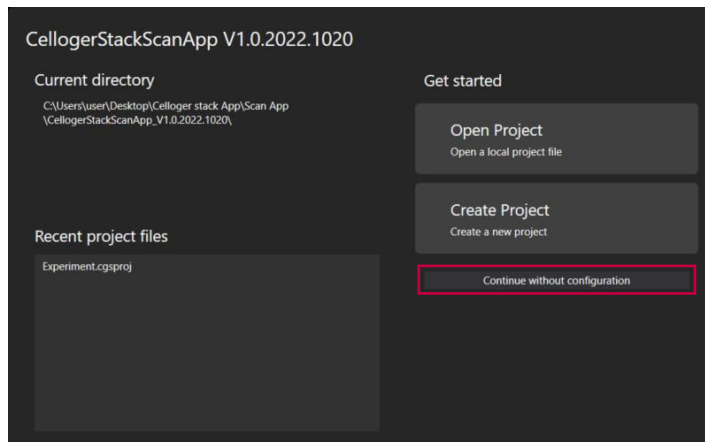 CellogerStackScanApp V1.0.2022.1020
Current directory
C:\Users\user\Desktop\Celloger stack App\Scan App
\CellogerStackScanApp_V1.0.2022.1020\
Recent project files
Experiment.cgsproj
Get started
Open Project
Open a local project file
Create Project
Create a new project
Continue without configuration